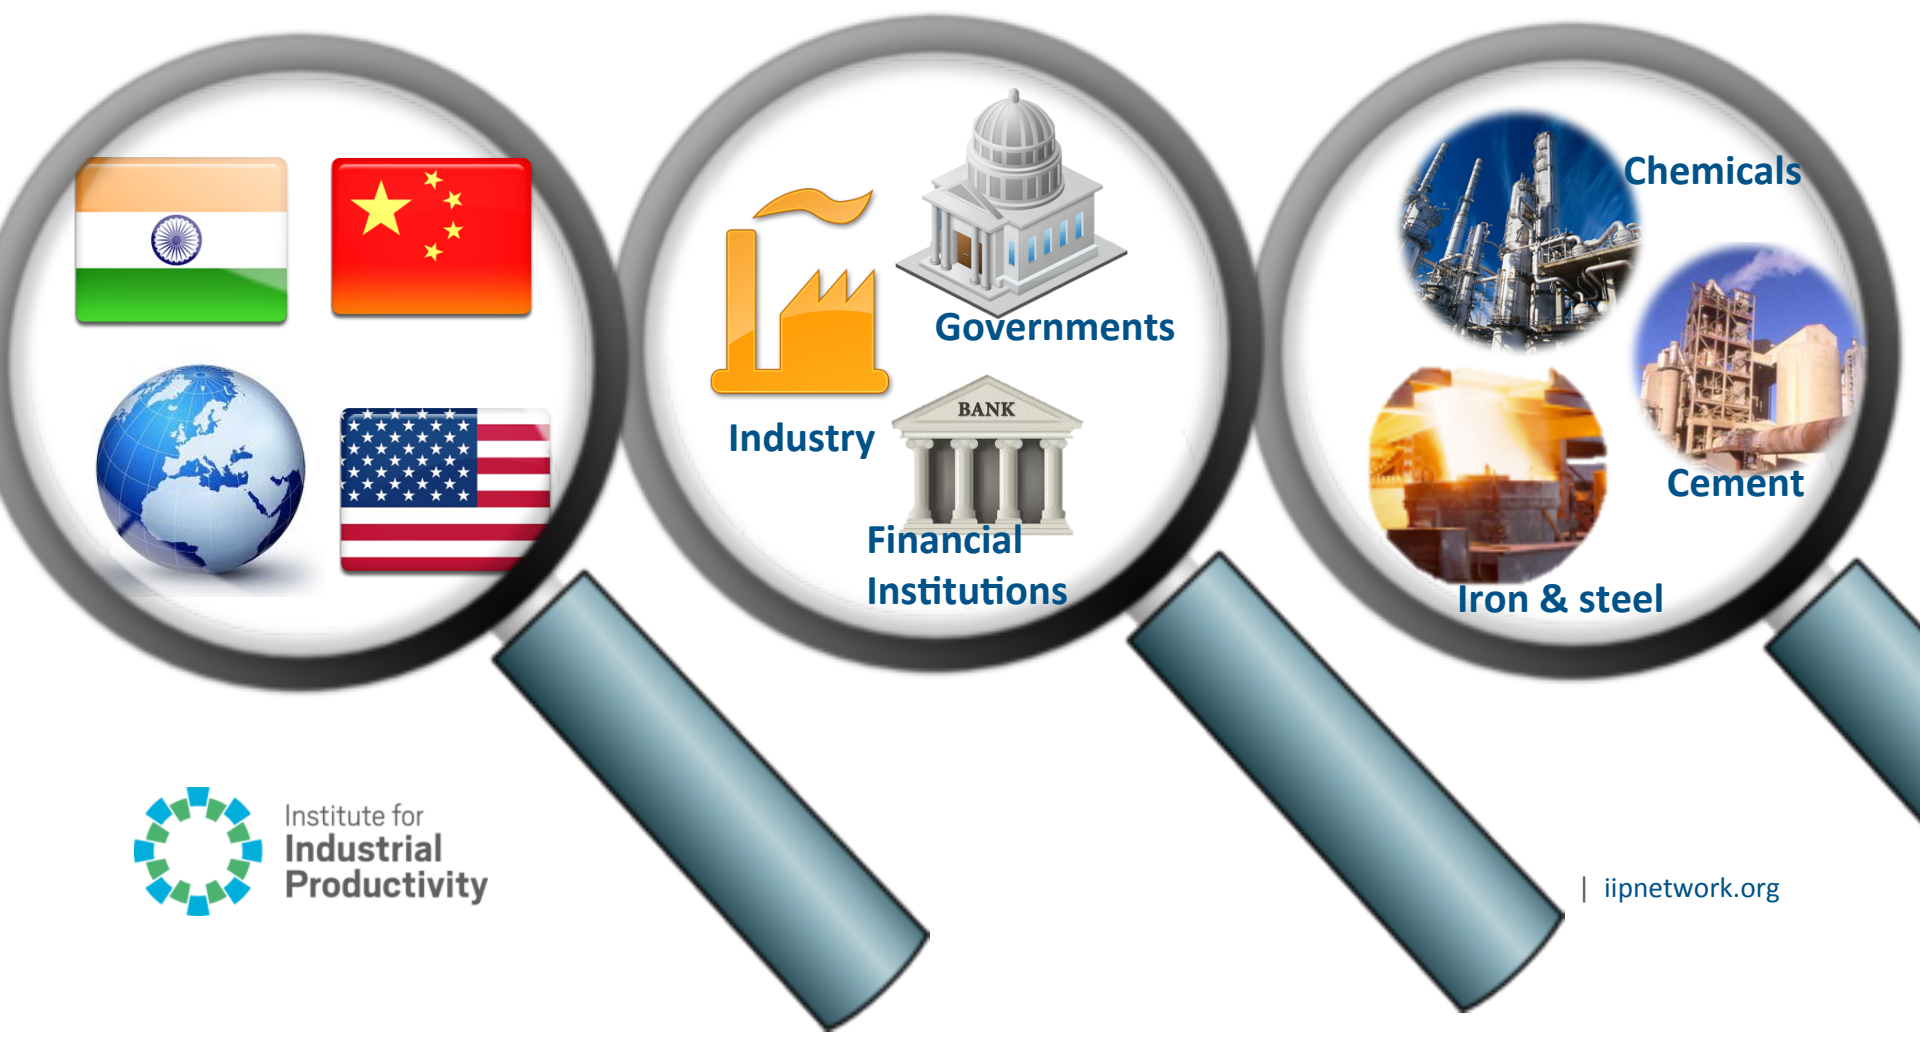 Governments
Industry
BANK
Financial
Institutions
Chemicals
Cement
Iron & steel
Institute for
Industrial
Productivity
| iipnetwork.org